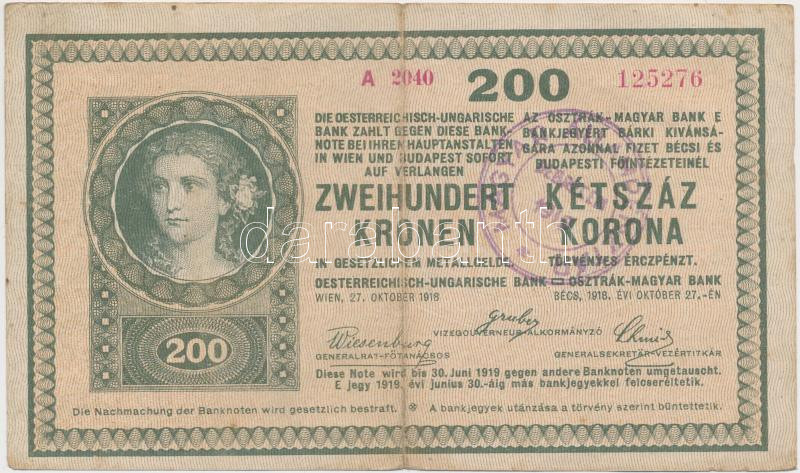 A 2040 200 125276
DIE OESTERREICHISCH-UNGARISCHE
BANK ZAHLT GEGEN DIESE BANK-
NOTE BEI IHREN HAUPTANSTALTEN
IN WIEN UND BUDAPEST SOFORT
AUF VERLANGEN
ZWEIHUNDERT
KRONEN
IN GESETZLICHEM METALLGELDE.
AZ OSZTRÁK-MAGYAR BANK E
BANKJEGYÉRT BÁRKI KIVÁNSÁ-
GÁRA AZONNAL FIZET BÉCSI ÉS
BUDAPESTI FŐINTÉZETEINÉL
KÉTSZÁZ
KORONA
TÖRVÉNYES ÉRCZPÉNZT.
OESTERREICHISCH-UNGARISCHE BANK = OSZTRÁK-MAGYAR BANK
WIEN, 27. OKTOBER 1918 BÉCS, 1918. ÉVI OKTÓBER 27.-ÉN
Gruber
VIZEGOUVERNEUR-ALKORMÁNYZÓ
Wiesenburg
GENERALRAT-FŐTANÁCSOS
Schmid
GENERALSEKRETÄR-VEZÉRTITKÁR
Diese Note wird bis 30. Juni 1919 gegen andere Banknoten umgetauscht.
E jegy 1919. évi junius 30.-áig más bankjegyekkel felcseréltetik.
200
Die Nachmachung der Banknoten wird gesetzlich bestraft. A bankjegyek utánzása a törvény szerint büntettetik.
darabanth